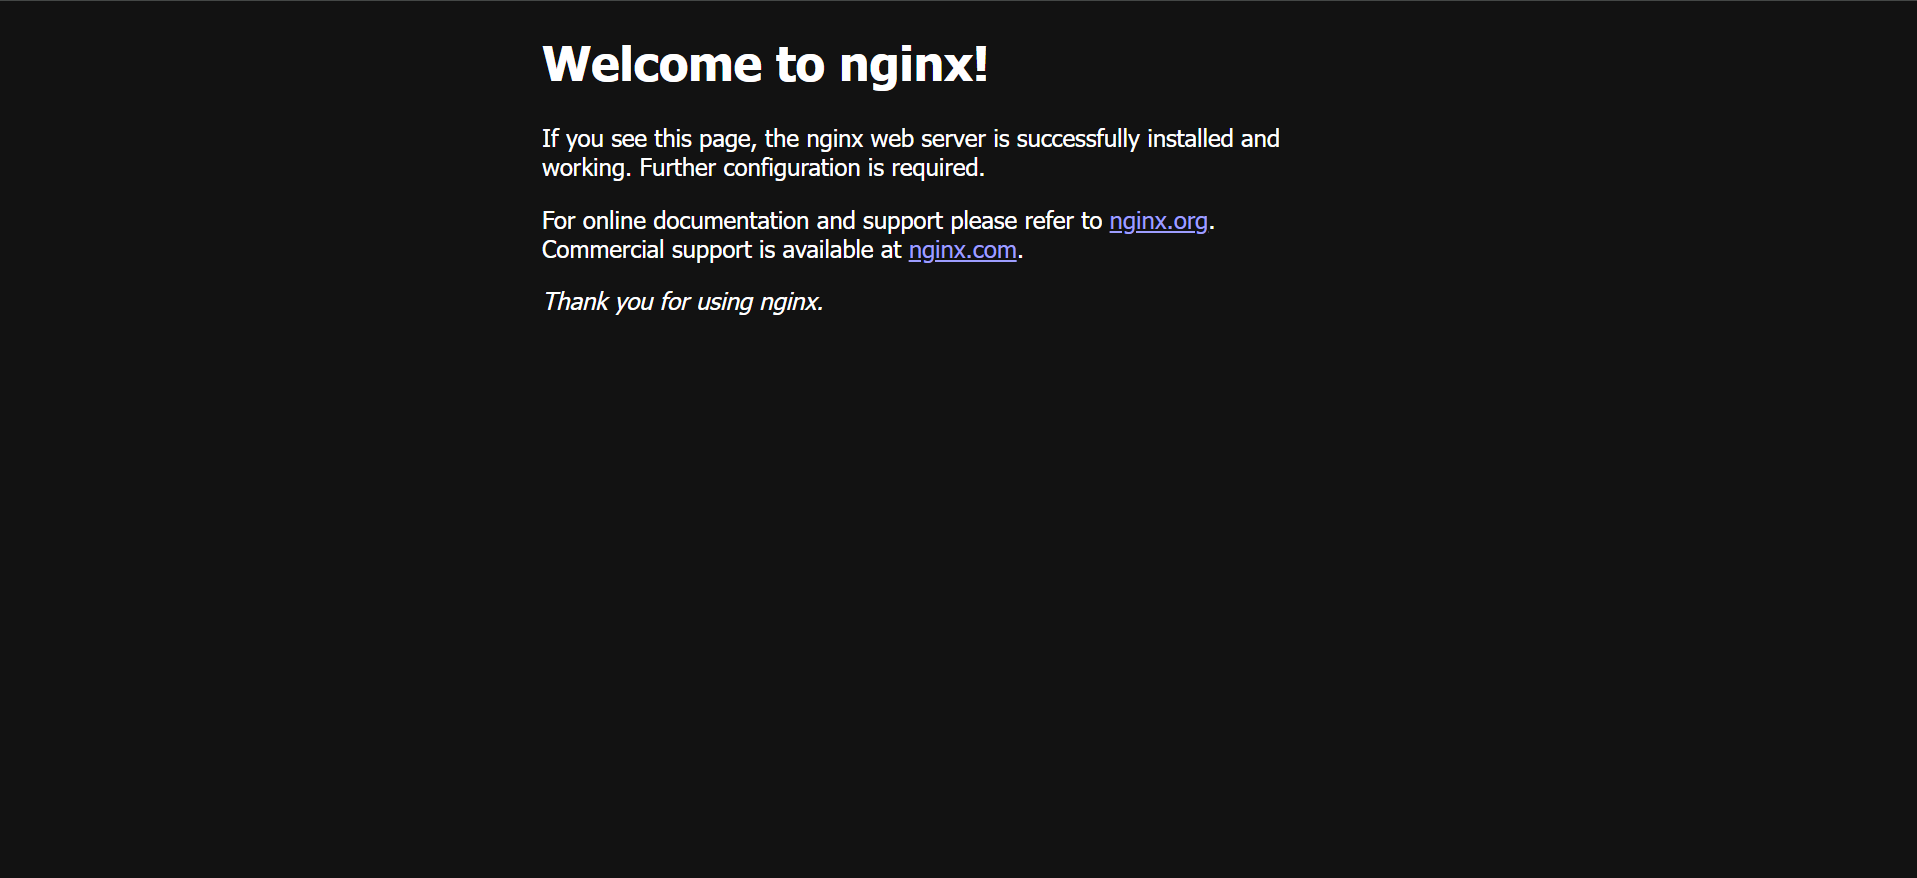 Welcome to nginx!
If you see this page, the nginx web server is successfully installed and
working. Further configuration is required.
For online documentation and support please refer to nginx.org.
Commercial support is available at nginx.com.
Thank you for using nginx.